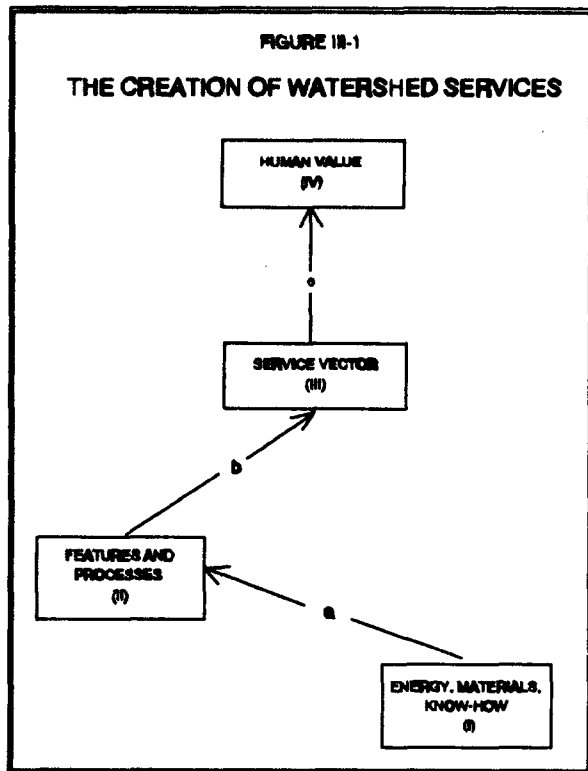 FIGURE III-1
THE CREATION OF WATERSHED SERVICES
HUMAN VALUE
(IV)
c
SERVICE VECTOR
(III)
b
FEATURES AND
PROCESSES
(II)
a
ENERGY, MATERIALS,
KNOW-HOW
(I)